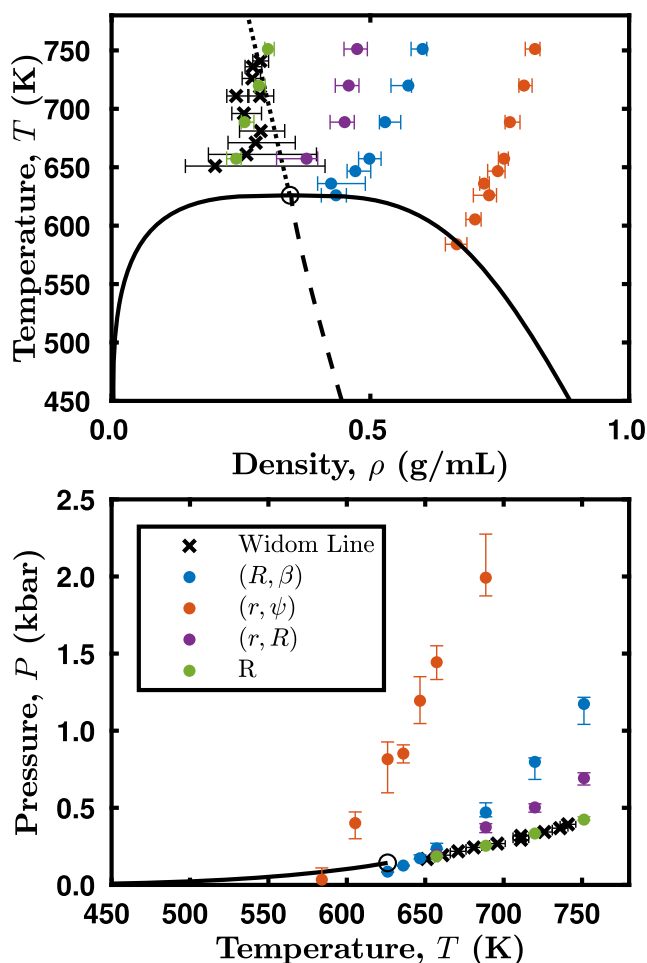 Temperature, T (K)
750
700
650
600
550
500
450
0.0 0.5 1.0
Density, ρ (g/mL)
Pressure, P (kbar)
2.5
2.0
1.5
1.0
0.5
0.0
Widom Line
(R, β)
(r, ψ)
(r, R)
R
450 500 550 600 650 700 750
Temperature, T (K)